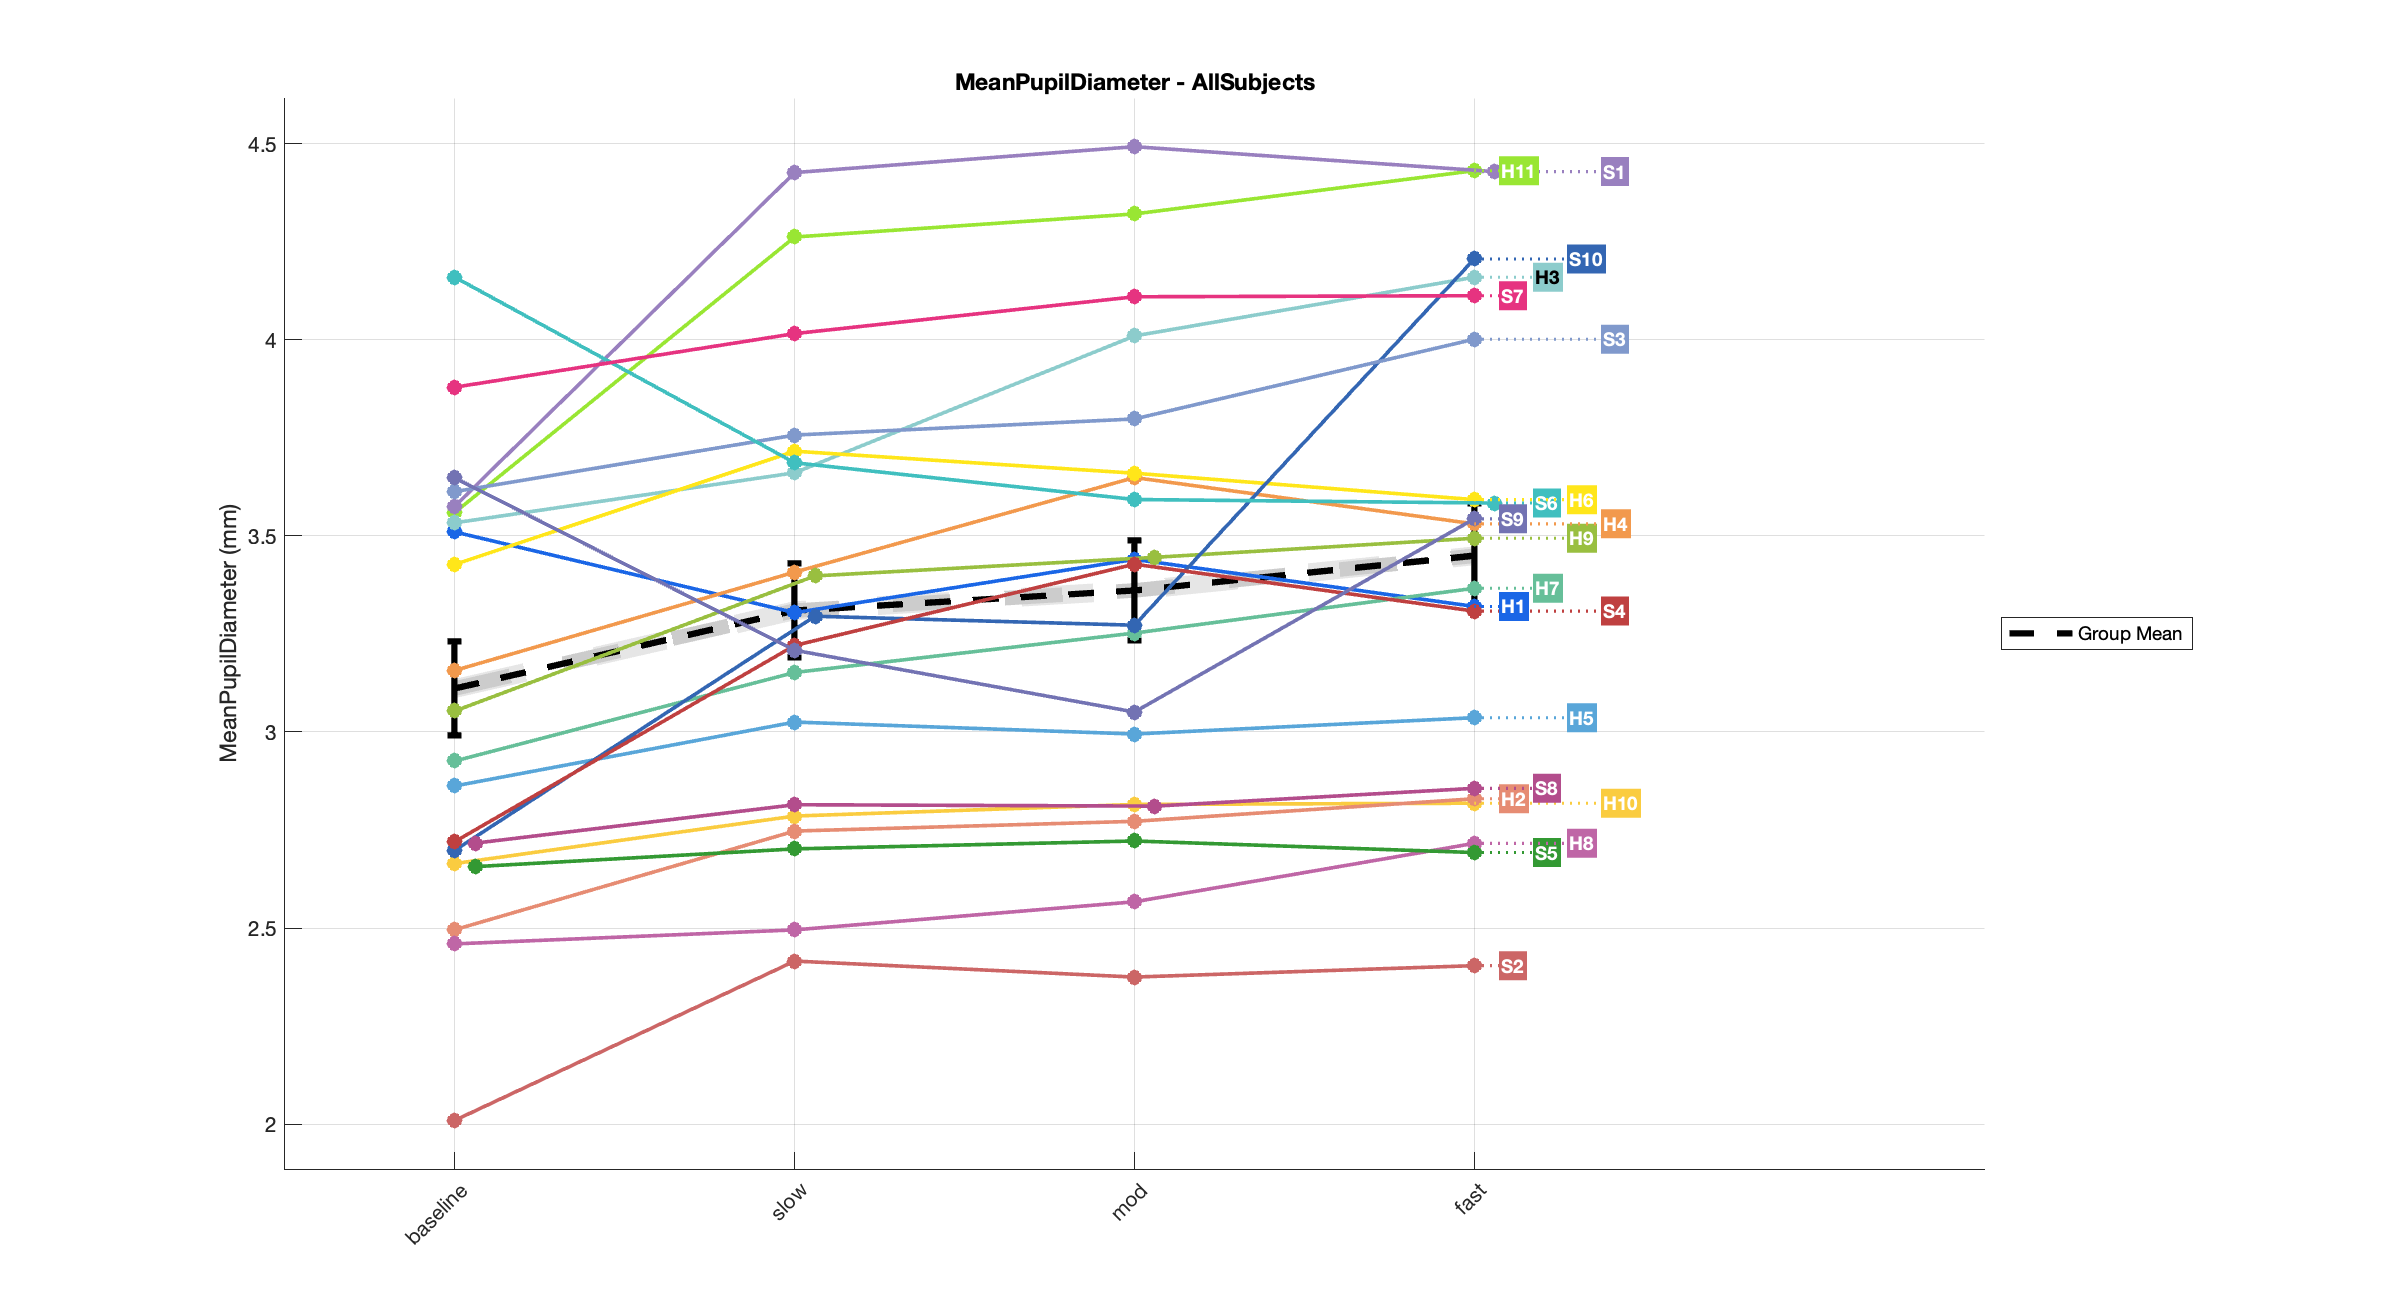 MeanPupilDiameter - AllSubjects
MeanPupilDiameter (mm)
4.5
4
3.5
3
2.5
2
baseline
slow
mod
fast
H11
S1
S10
H3
S7
S3
H6
S6
S9
H4
H9
H7
H1
S4
H5
S8
H2
H10
H8
S5
S2
Group Mean